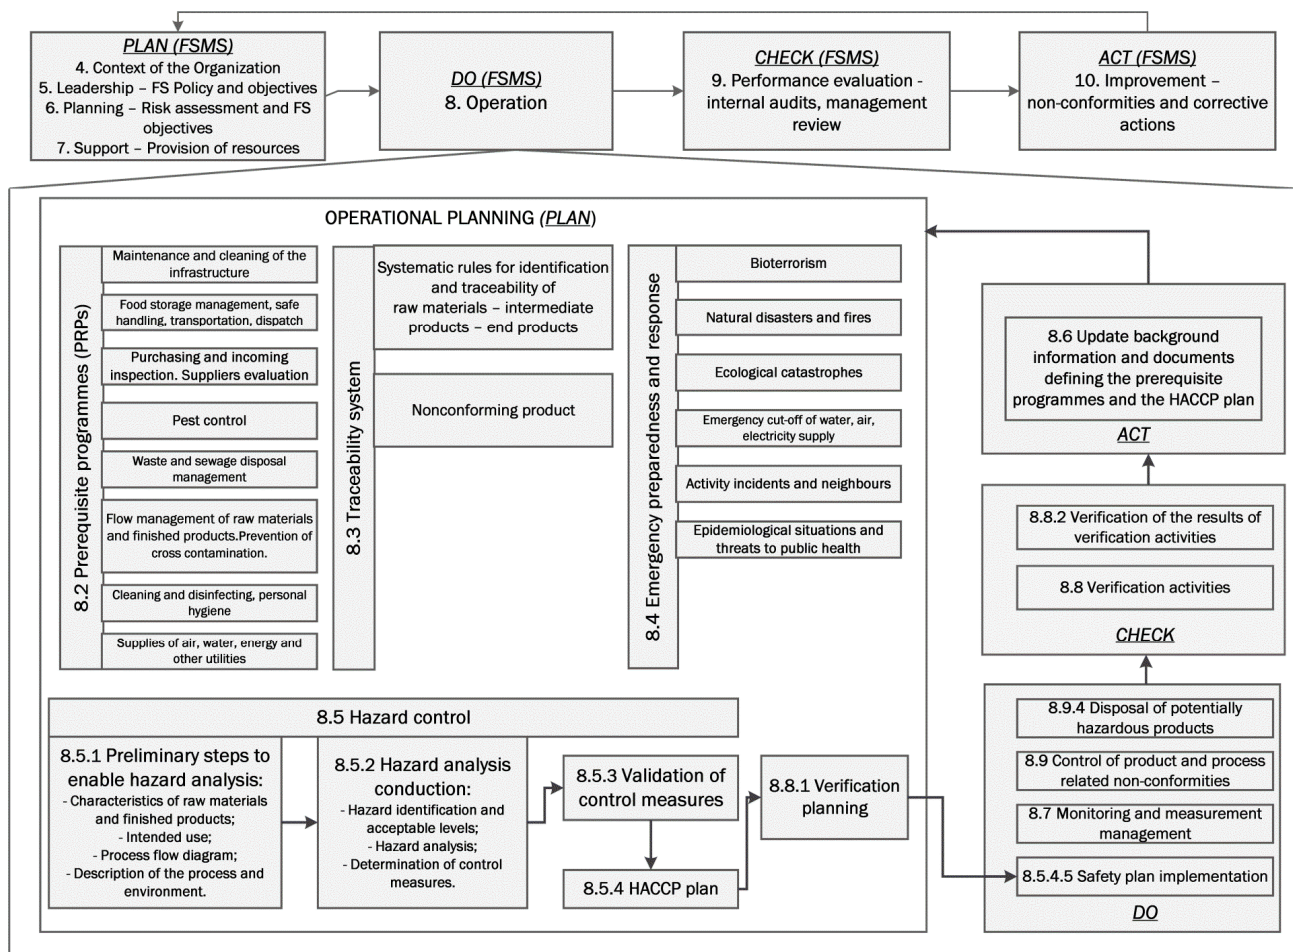 PLAN (FSMS)
4. Context of the Organization
5. Leadership – FS Policy and objectives
6. Planning – Risk assessment and FS
objectives
7. Support – Provision of resources
DO (FSMS)
8. Operation
CHECK (FSMS)
9. Performance evaluation -
internal audits, management
review
ACT (FSMS)
10. Improvement –
non-conformities and corrective
actions
OPERATIONAL PLANNING (PLAN)
8.2 Prerequisite programmes (PRPs)
Maintenance and cleaning of the
infrastructure
Food storage management, safe
handling, transportation, dispatch
Purchasing and incoming
inspection. Suppliers evaluation
Pest control
Waste and sewage disposal
management
Flow management of raw materials
and finished products.Prevention of
cross contamination.
Cleaning and disinfecting, personal
hygiene
Supplies of air, water, energy and
other utilities
8.3 Traceability system
Systematic rules for identification
and traceability of
raw materials – intermediate
products – end products
Nonconforming product
8.4 Emergency preparedness and response
Bioterrorism
Natural disasters and fires
Ecological catastrophes
Emergency cut-off of water, air,
electricity supply
Activity incidents and neighbours
Epidemiological situations and
threats to public health
8.5 Hazard control
8.5.1 Preliminary steps to
enable hazard analysis:
- Characteristics of raw materials
and finished products;
- Intended use;
- Process flow diagram;
- Description of the process and
environment.
8.5.2 Hazard analysis
conduction:
- Hazard identification and
acceptable levels;
- Hazard analysis;
- Determination of control
measures.
8.5.3 Validation of
control measures
8.5.4 HACCP plan
8.8.1 Verification
planning
8.6 Update background
information and documents
defining the prerequisite
programmes and the HACCP plan
ACT
8.8.2 Verification of the results of
verification activities
8.8 Verification activities
CHECK
8.9.4 Disposal of potentially
hazardous products
8.9 Control of product and process
related non-conformities
8.7 Monitoring and measurement
management
8.5.4.5 Safety plan implementation
DO